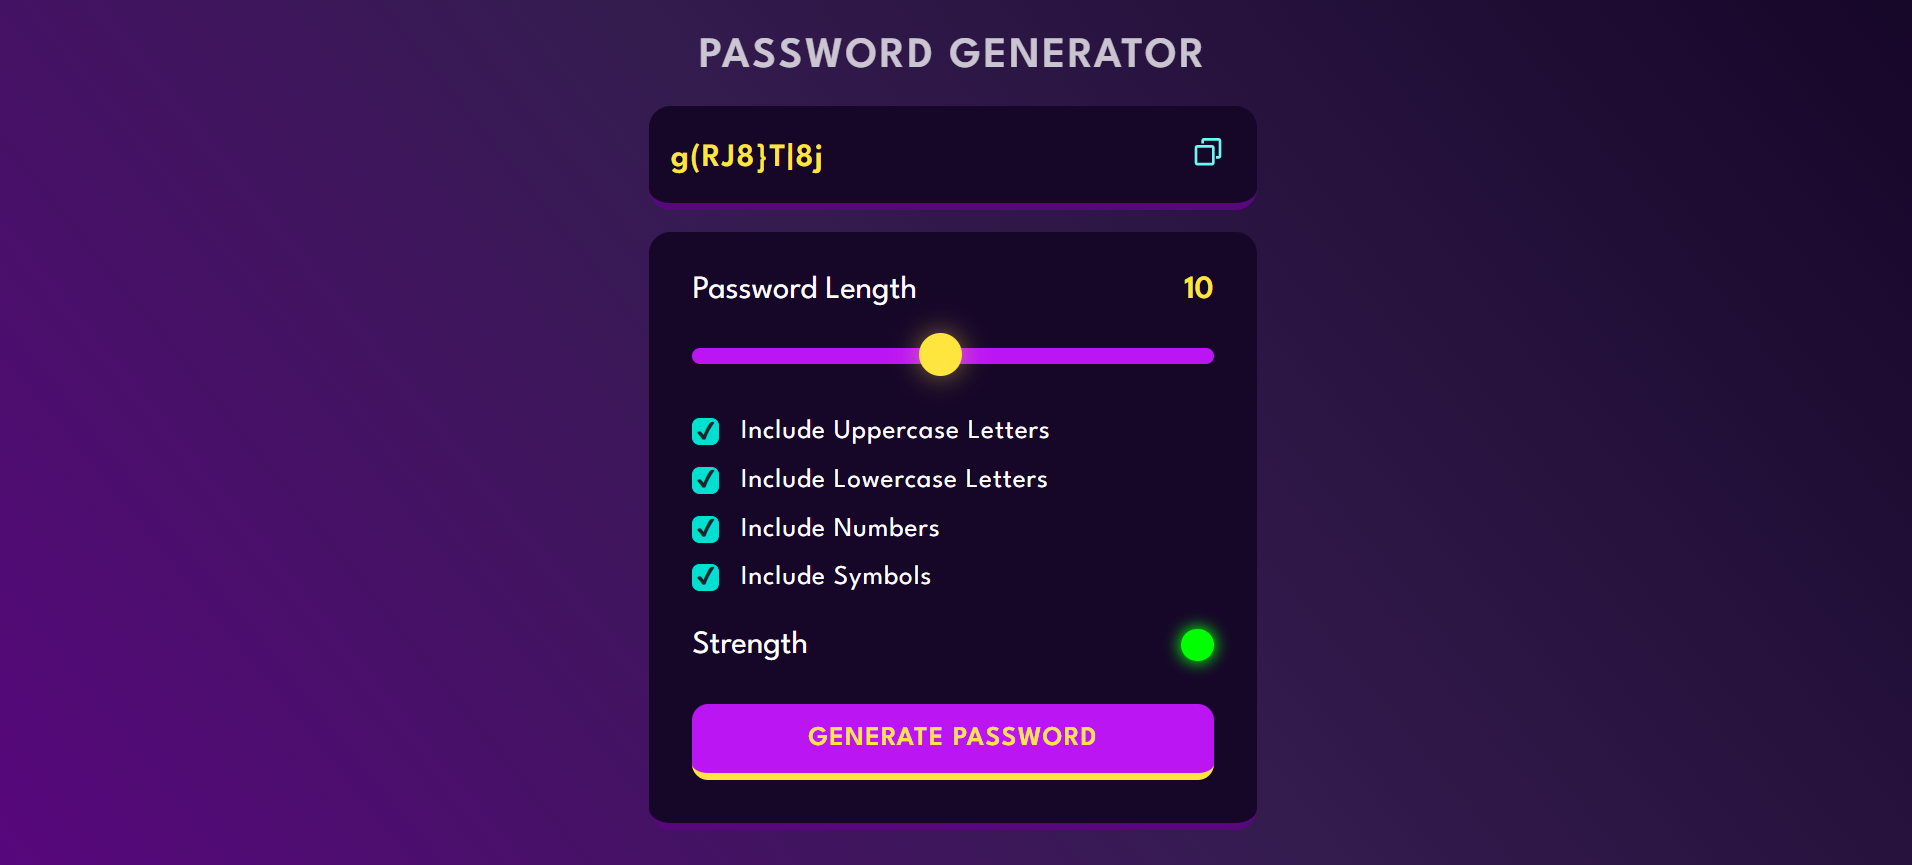 PASSWORD GENERATOR
g(RJ8}T|8j
Password Length 10
Include Uppercase Letters
Include Lowercase Letters
Include Numbers
Include Symbols
Strength
GENERATE PASSWORD